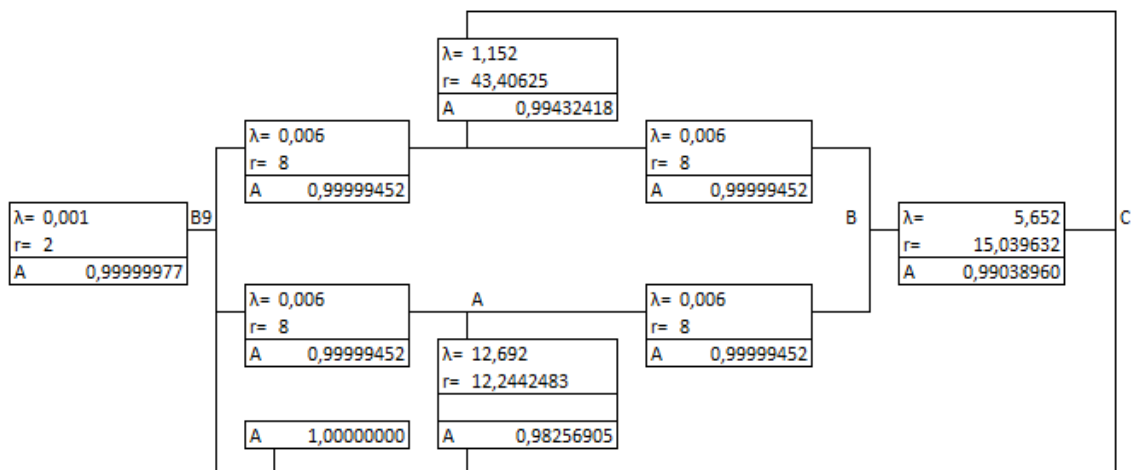 λ= 1,152
r= 43,40625
A 0,99432418
λ= 0,006
r= 8
A 0,99999452
λ= 0,006
r= 8
A 0,99999452
λ= 0,001
r= 2
A 0,99999977
B9
B
λ= 5,652
r= 15,039632
A 0,99038960
C
λ= 0,006
r= 8
A 0,99999452
A
λ= 0,006
r= 8
A 0,99999452
λ= 12,692
r= 12,2442483
A 0,98256905
A 1,00000000